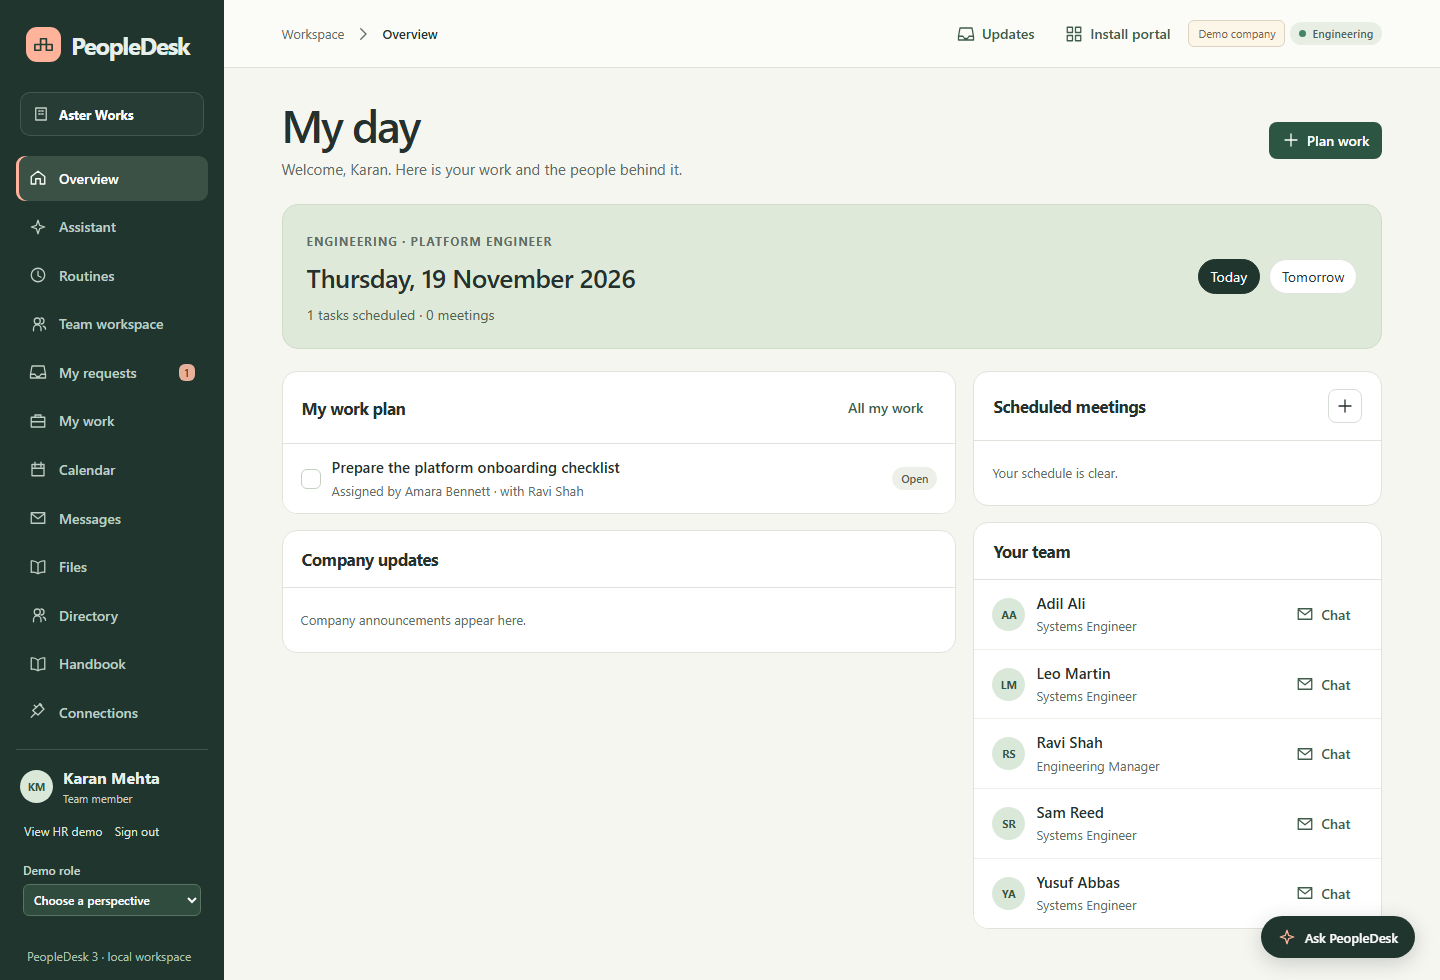 PeopleDesk
Aster Works
Overview
Assistant
Routines
Team workspace
My requests 1
My work
Calendar
Messages
Files
Directory
Handbook
Connections
KM
Karan Mehta
Team member
View HR demo Sign out
Demo role
Choose a perspective
PeopleDesk 3 · local workspace
Workspace Overview
Updates
Install portal
Demo company
Engineering
My day
Welcome, Karan. Here is your work and the people behind it.
Plan work
ENGINEERING · PLATFORM ENGINEER
Thursday, 19 November 2026
1 tasks scheduled · 0 meetings
Today
Tomorrow
My work plan
All my work
Prepare the platform onboarding checklist
Assigned by Amara Bennett · with Ravi Shah
Open
Company updates
Company announcements appear here.
Scheduled meetings
Your schedule is clear.
Your team
AA
Adil Ali
Systems Engineer
Chat
LM
Leo Martin
Systems Engineer
Chat
RS
Ravi Shah
Engineering Manager
Chat
SR
Sam Reed
Systems Engineer
Chat
YA
Yusuf Abbas
Systems Engineer
Chat
Ask PeopleDesk